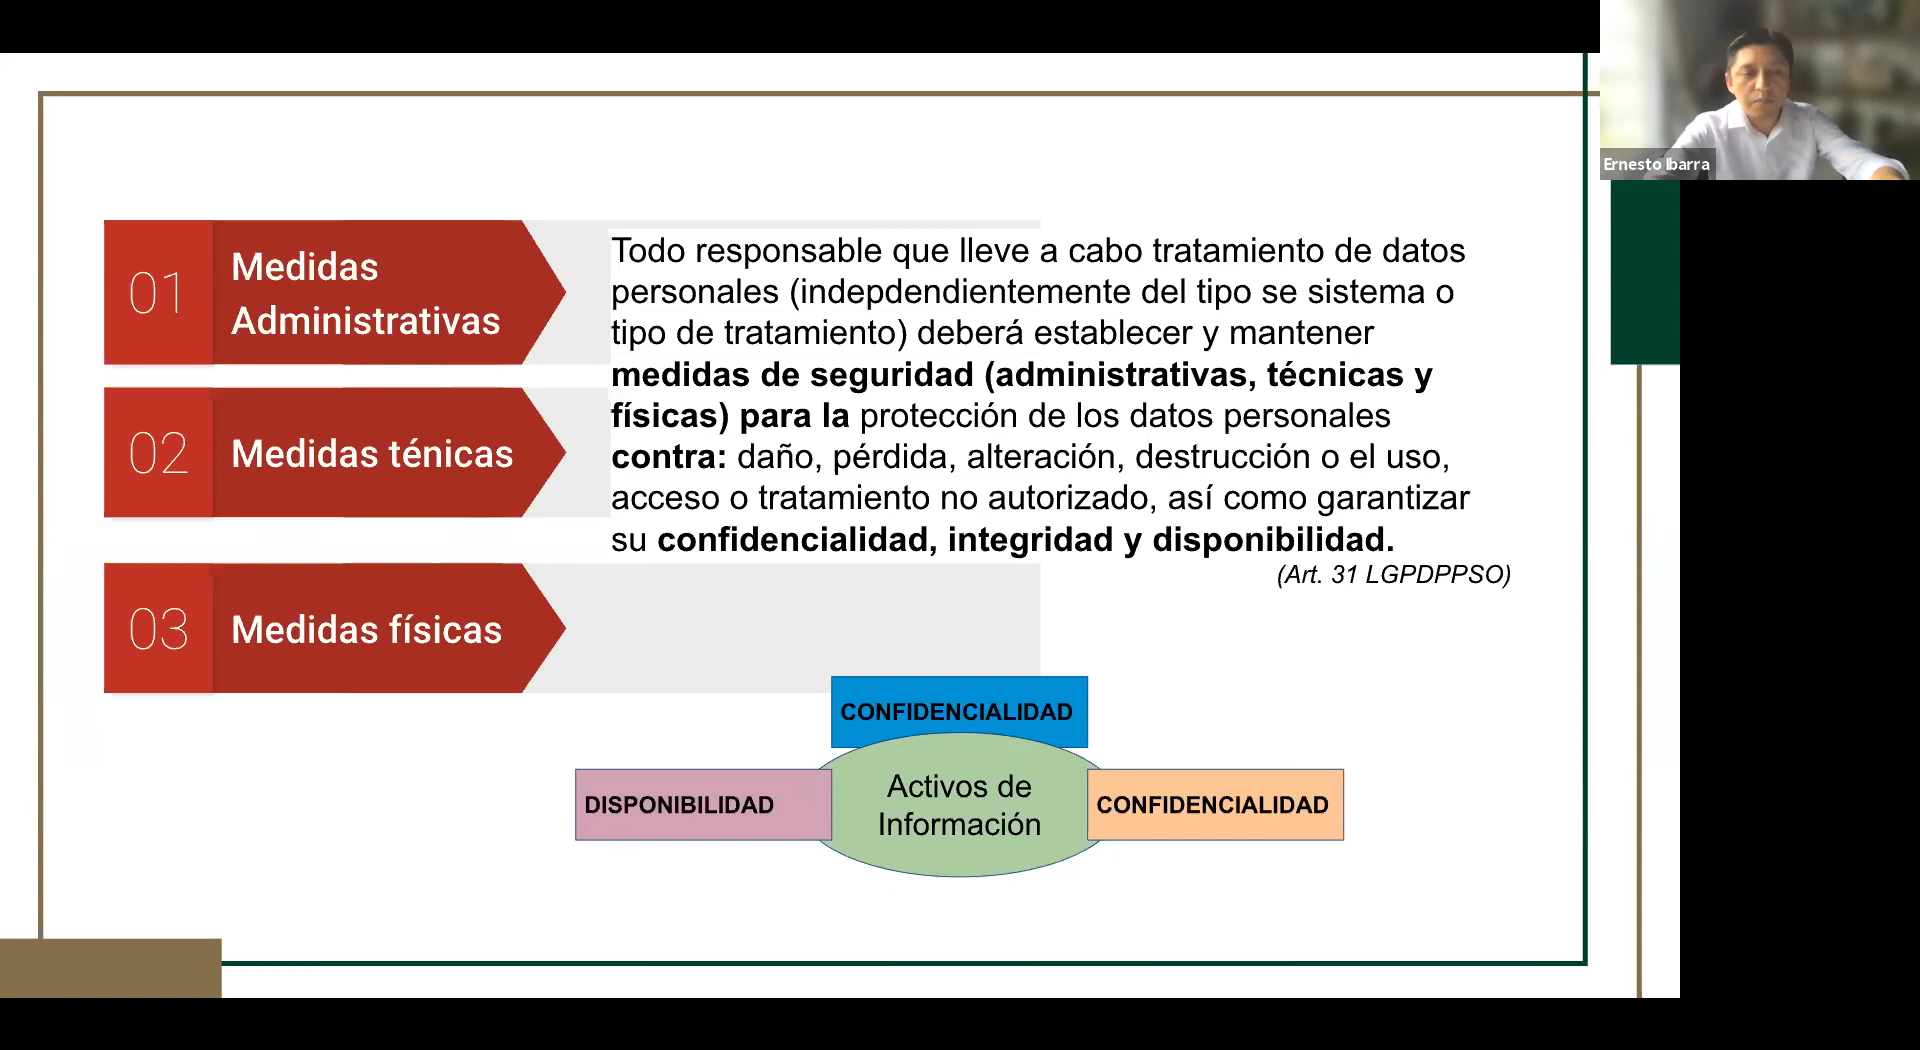 Ernesto Ibarra
01
Medidas
Administrativas
02
Medidas ténicas
03
Medidas físicas
Todo responsable que lleve a cabo tratamiento de datos
personales (indepdendientemente del tipo se sistema o
tipo de tratamiento) deberá establecer y mantener
medidas de seguridad (administrativas, técnicas y
físicas) para la protección de los datos personales
contra: daño, pérdida, alteración, destrucción o el uso,
acceso o tratamiento no autorizado, así como garantizar
su confidencialidad, integridad y disponibilidad.
(Art. 31 LGPDPPSO)
CONFIDENCIALIDAD
DISPONIBILIDAD
Activos de
Información
CONFIDENCIALIDAD